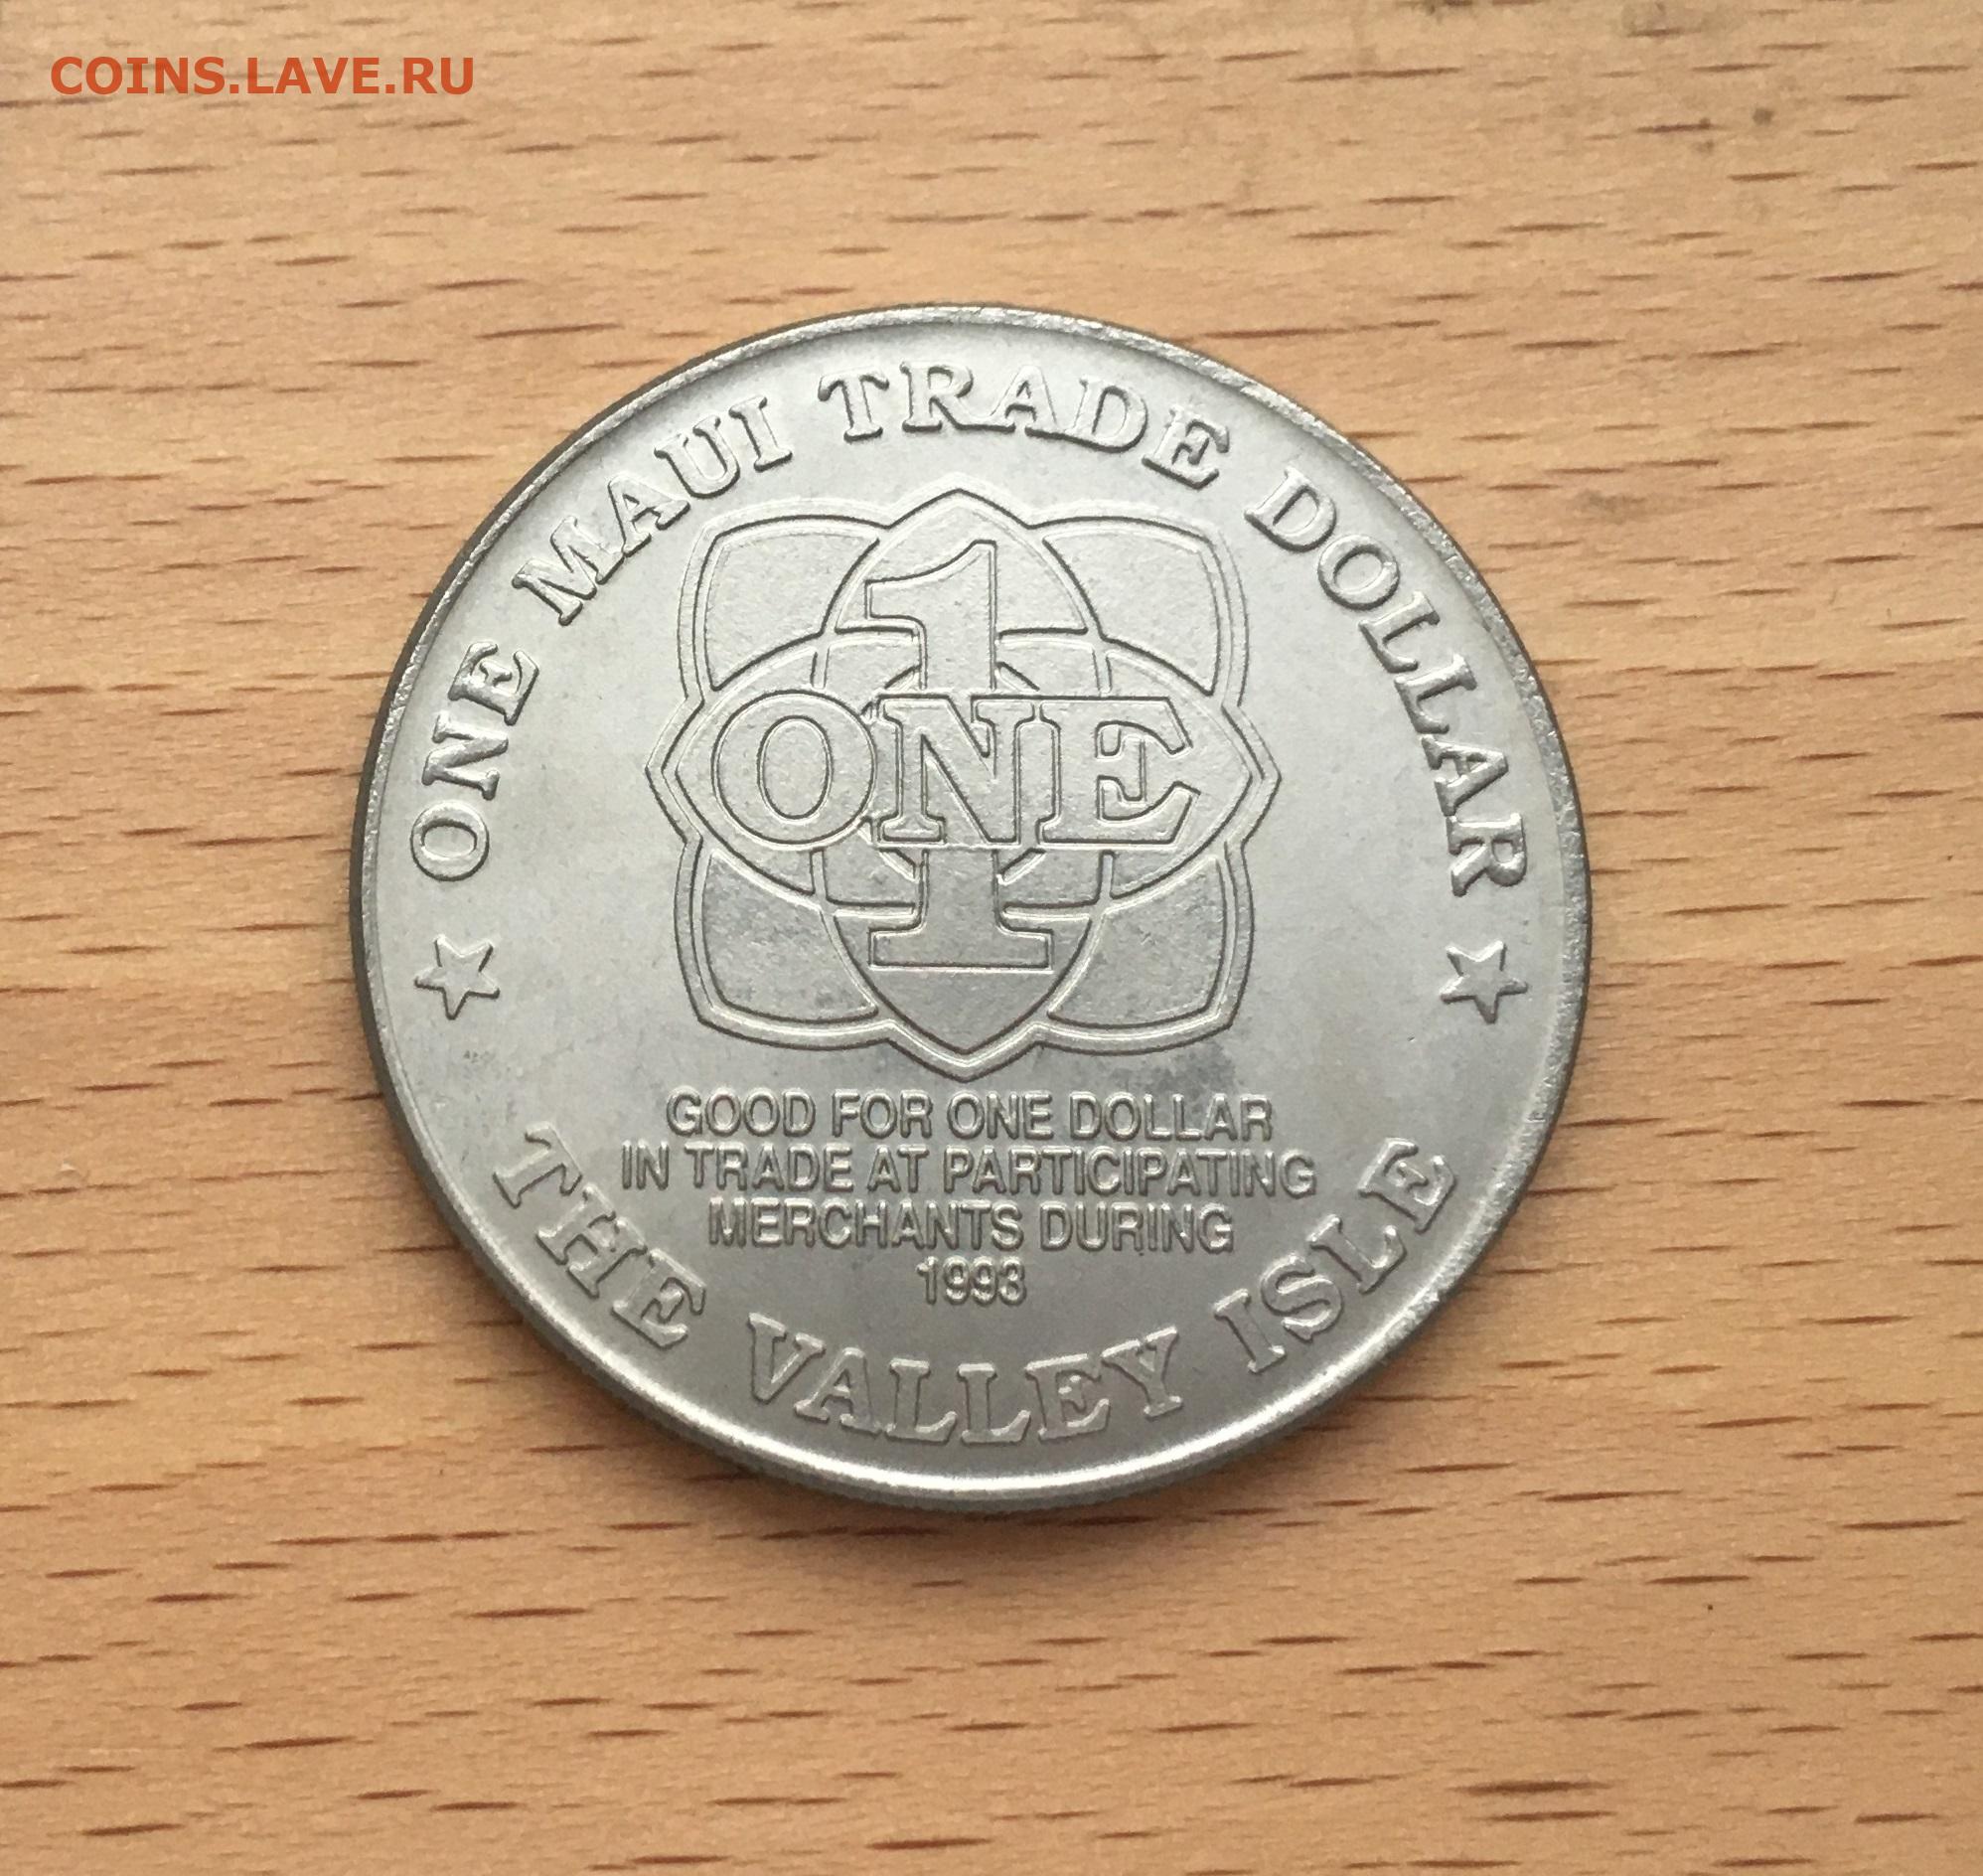 COINS.LAVE.RU
ONE MAUI TRADE DOLLAR
1
ONE
GOOD FOR ONE DOLLAR
IN TRADE AT PARTICIPATING
MERCHANTS DURING
1993
THE VALLEY ISLE